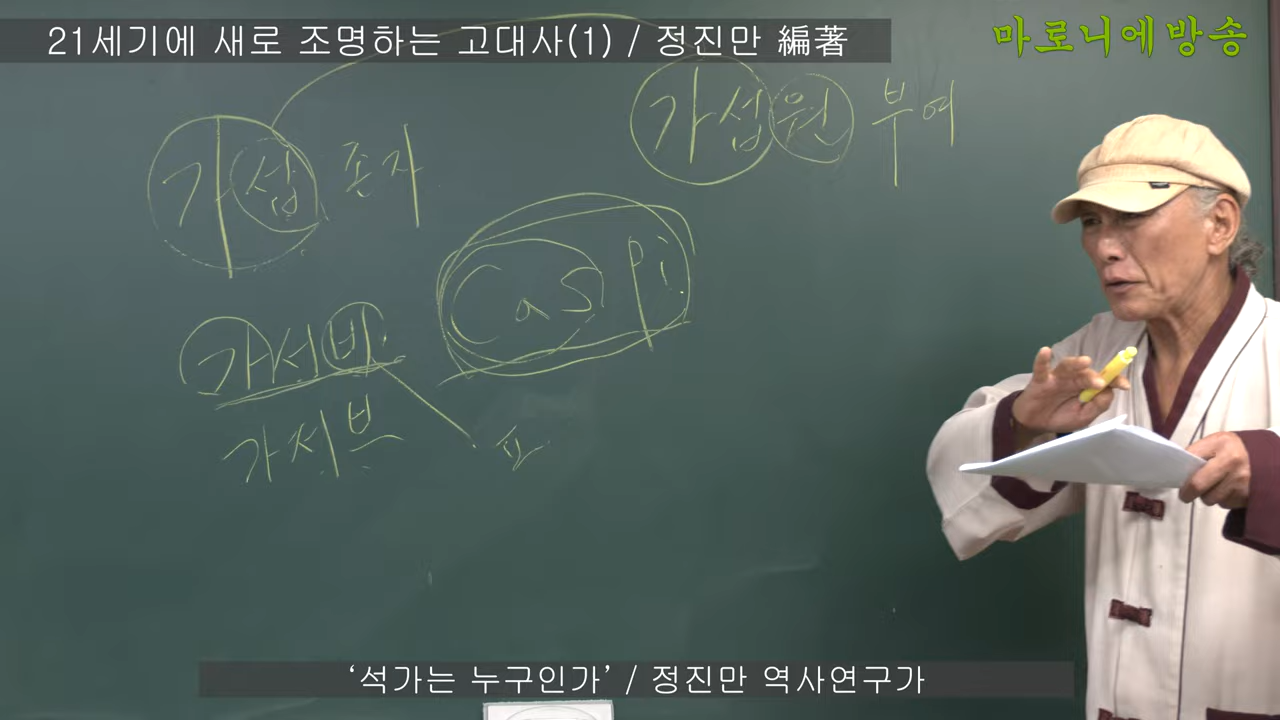 21세기에 새로 조명하는 고대사(1) / 정진만 編著
마로니에방송
가섭원 부여
가섭 존자
Caspi
가서비
가저브
프
'석가는 누구인가' / 정진만 역사연구가